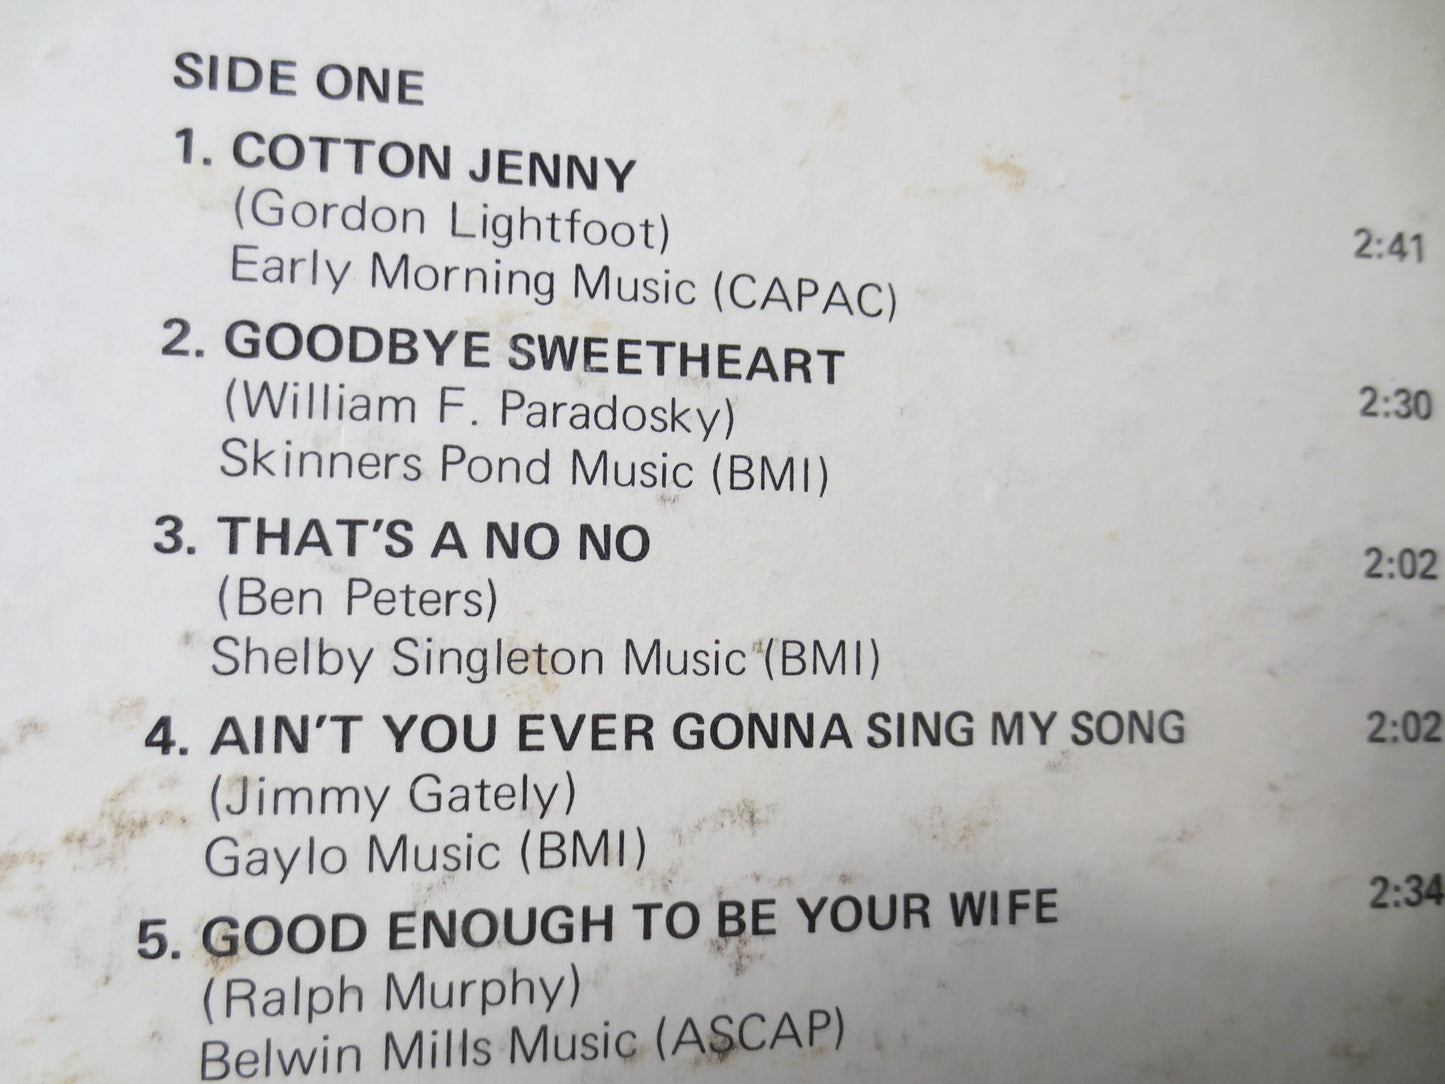 SIDE ONE
1. COTTON JENNY
(Gordon Lightfoot) 2:41
Early Morning Music (CAPAC)
2. GOODBYE SWEETHEART
(William F. Paradosky) 2:30
Skinners Pond Music (BMI)
3. THAT'S A NO NO 2:02
(Ben Peters)
Shelby Singleton Music (BMI)
4. AIN'T YOU EVER GONNA SING MY SONG 2:02
(Jimmy Gately)
Gaylo Music (BMI)
5. GOOD ENOUGH TO BE YOUR WIFE 2:34
(Ralph Murphy)
Belwin Mills Music (ASCAP)